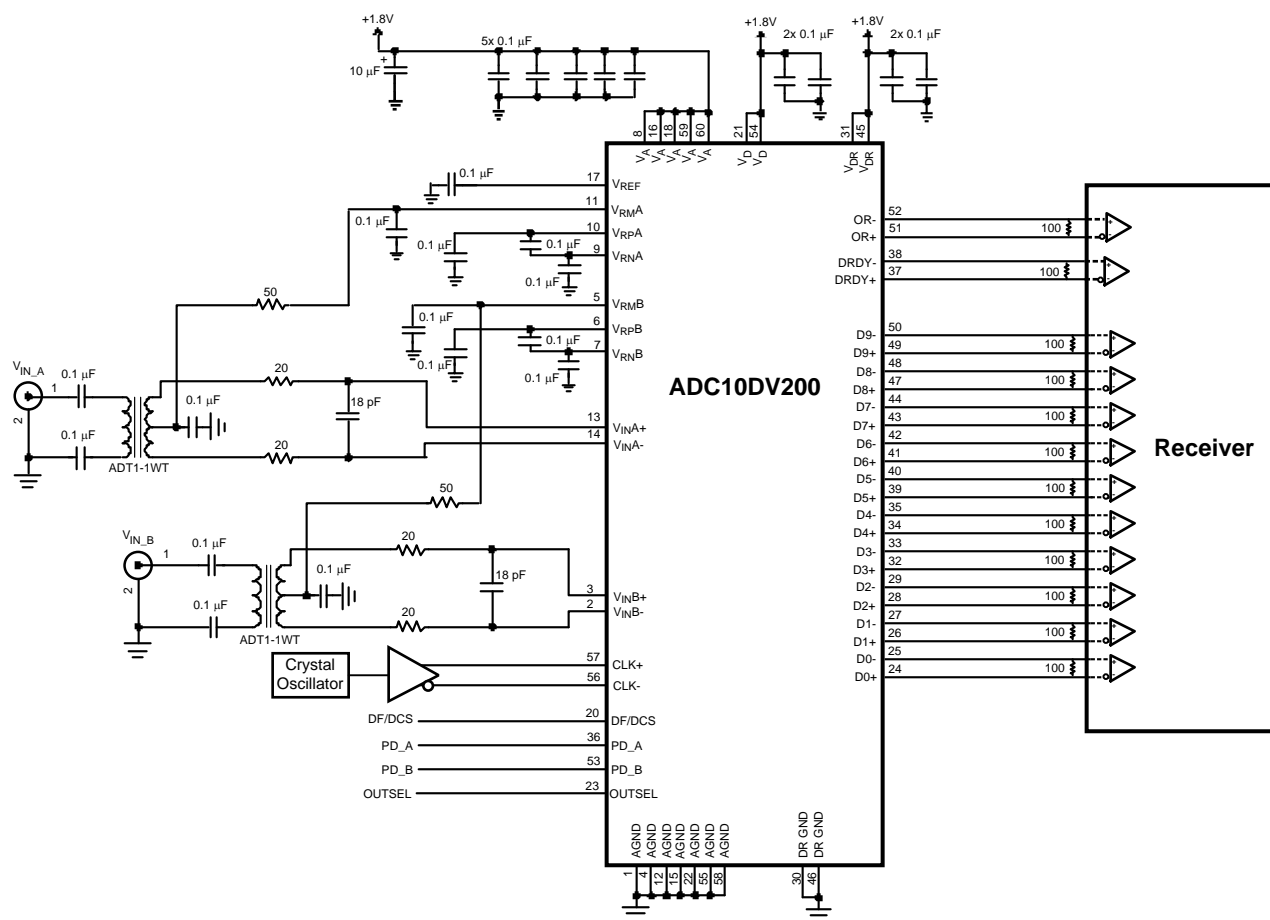 +1.8V
10 µF
+
5x 0.1 µF
+1.8V
2x 0.1 µF
+1.8V
2x 0.1 µF
8
16
18
59
60
21
54
31
45
VA
VA
VA
VA
VA
VD
VD
VDR
VDR
0.1 µF
17
VREF
11
VRMA
0.1 µF
10
VRPA
0.1 µF
0.1 µF
9
VRNA
0.1 µF
50
5
VRMB
0.1 µF
6
VRPB
0.1 µF
0.1 µF
7
VRNB
0.1 µF
VIN_A
1
2
0.1 µF
0.1 µF
ADT1-1WT
0.1 µF
20
20
18 pF
13
VINA+
14
VINA-
50
VIN_B
1
2
0.1 µF
0.1 µF
ADT1-1WT
0.1 µF
20
20
18 pF
3
VINB+
2
VINB-
Crystal
Oscillator
57
CLK+
56
CLK-
DF/DCS
20
DF/DCS
PD_A
36
PD_A
PD_B
53
PD_B
OUTSEL
23
OUTSEL
ADC10DV200
AGND
AGND
AGND
AGND
AGND
AGND
AGND
1
4
12
15
22
55
58
DR GND
DR GND
30
46
OR-
52
OR+
51
100
+
-
DRDY-
38
DRDY+
37
100
+
-
D9-
50
D9+
49
100
+
-
D8-
48
D8+
47
100
+
-
D7-
44
D7+
43
100
+
-
D6-
42
D6+
41
100
+
-
D5-
40
D5+
39
100
+
-
D4-
35
D4+
34
100
+
-
D3-
33
D3+
32
100
+
-
D2-
29
D2+
28
100
+
-
D1-
27
D1+
26
100
+
-
D0-
25
D0+
24
100
+
-
Receiver